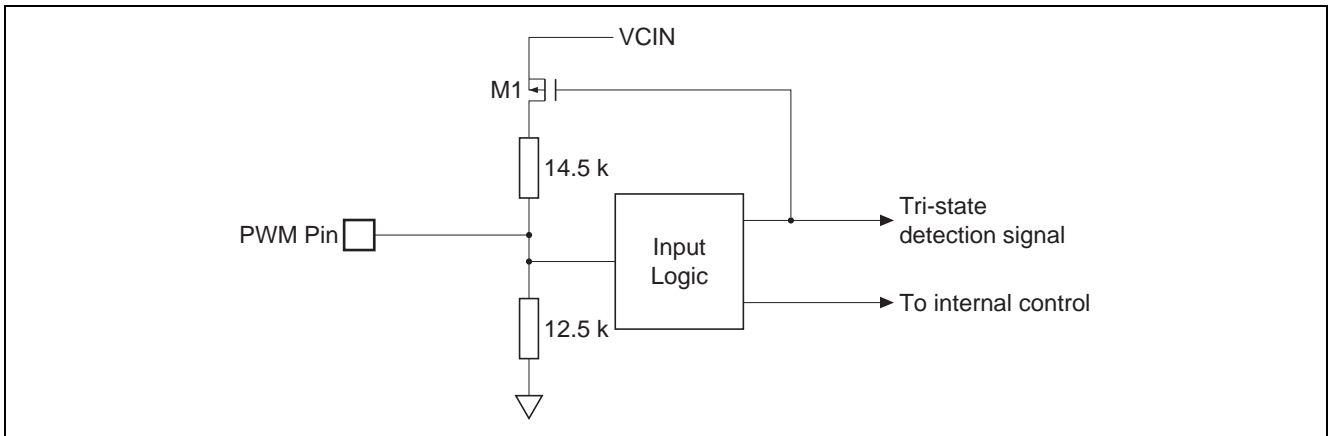 VCIN
M1
14.5 k
PWM Pin
Input
Logic
Tri-state
detection signal
To internal control
12.5 k